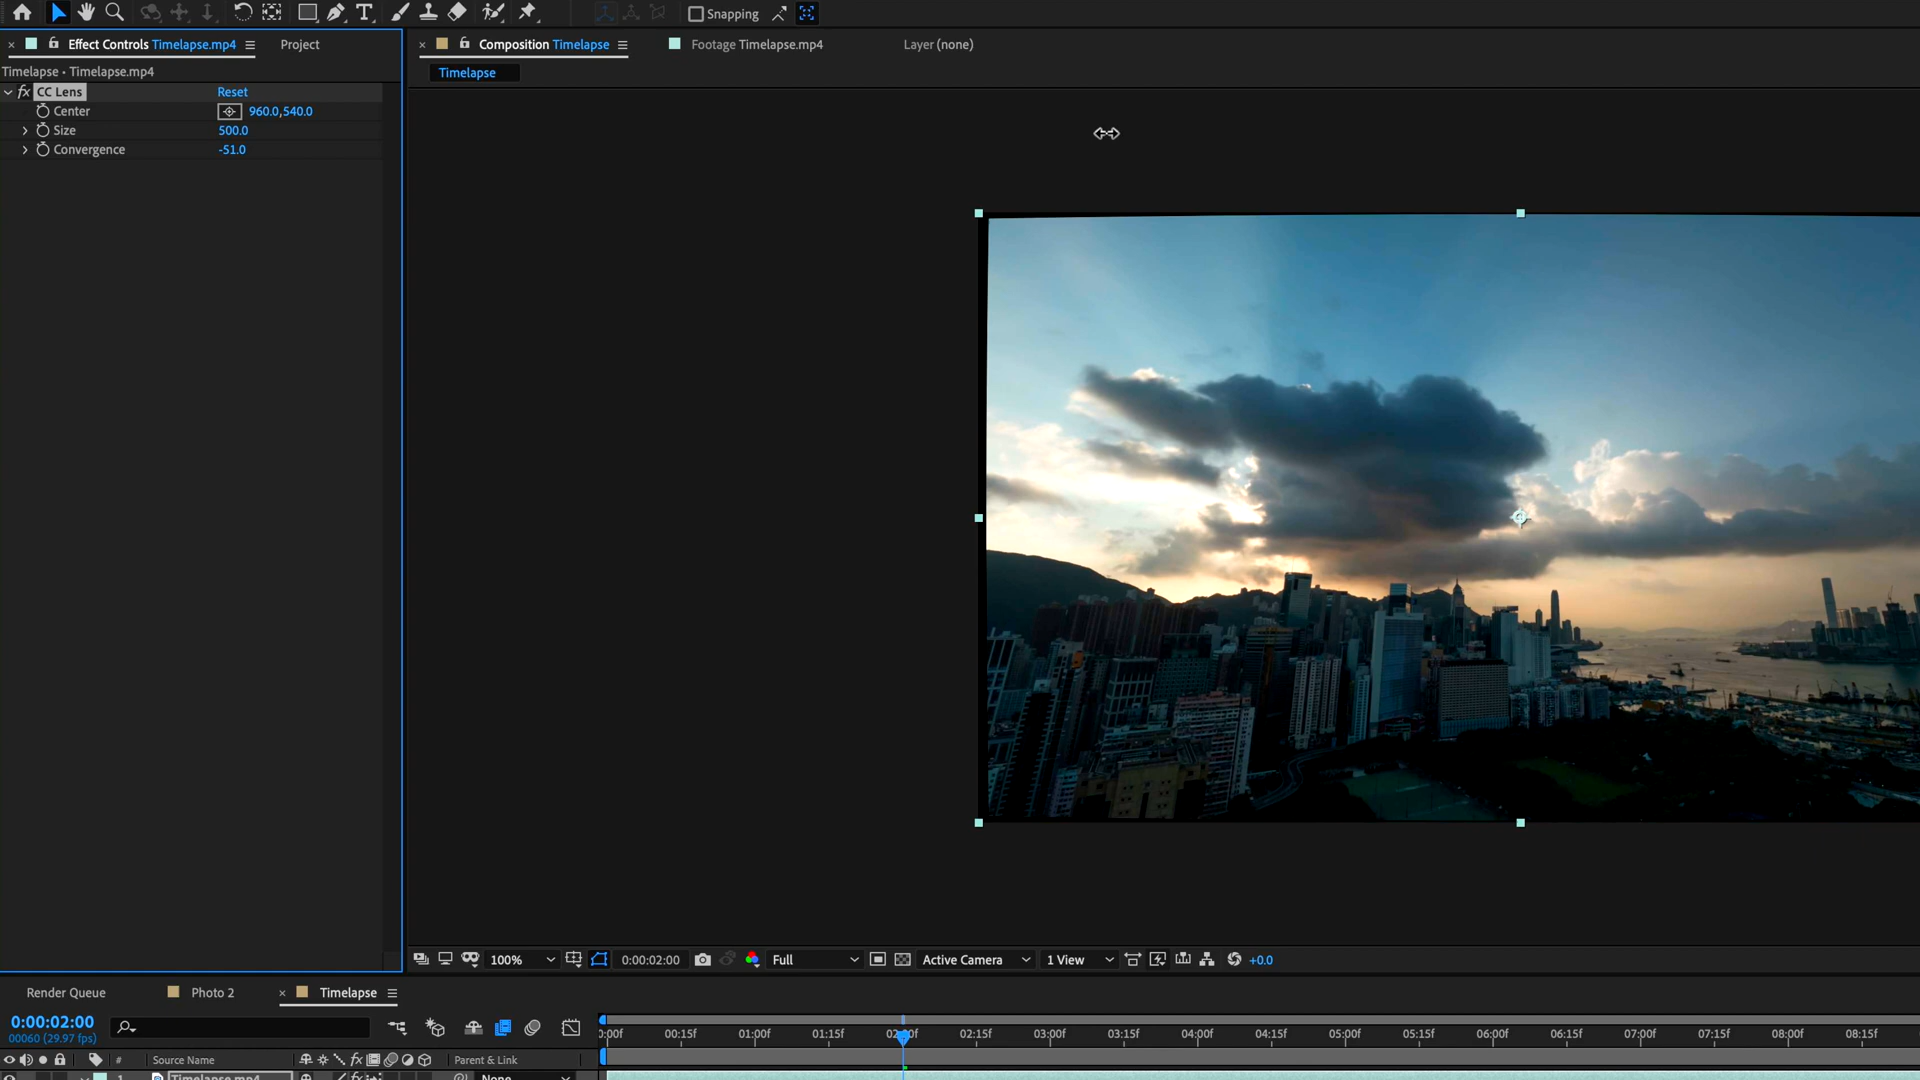 Snapping
Effect Controls Timelapse.mp4
Project
Composition Timelapse
Footage Timelapse.mp4
Layer (none)
Timelapse • Timelapse.mp4
Timelapse
fx CC Lens Reset
Center 960.0,540.0
Size 500.0
Convergence -51.0
100%
0:00:02:00
Full
Active Camera
1 View
+0.0
Render Queue
Photo 2
Timelapse
0:00:02:00
00060 (29.97 fps)
:00f 00:15f 01:00f 01:15f 02:00f 02:15f 03:00f 03:15f 04:00f 04:15f 05:00f 05:15f 06:00f 06:15f 07:00f 07:15f 08:00f 08:15f
# Source Name fx Parent & Link
1 Timelapse.mp4 fx None